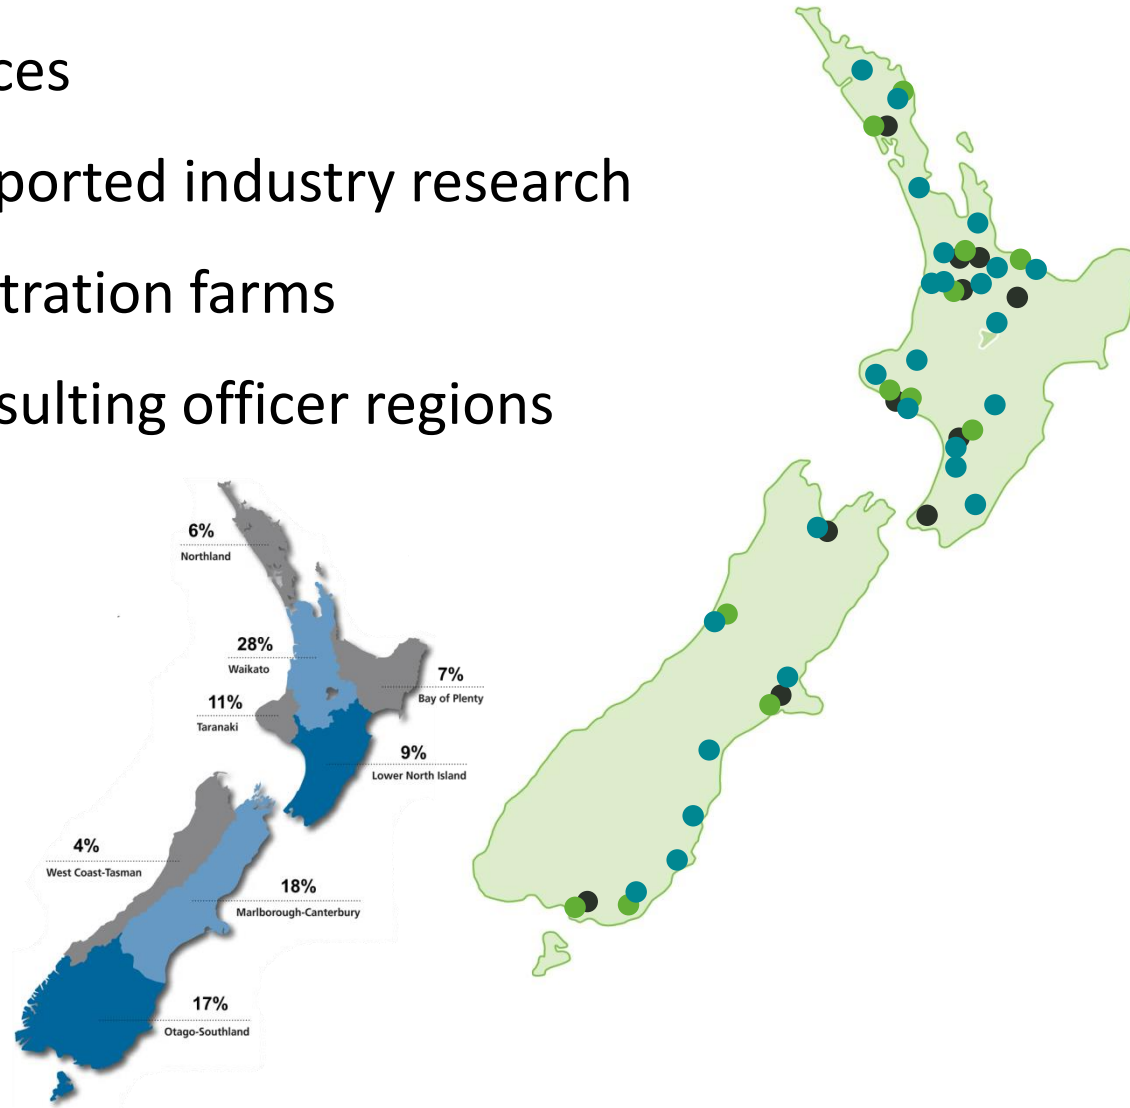 ces
ported industry research
tration farms
sulting officer regions
6%
Northland
28%
Waikato
7%
Bay of Plenty
11%
Taranaki
9%
Lower North Island
4%
West Coast-Tasman
18%
Marlborough-Canterbury
17%
Otago-Southland